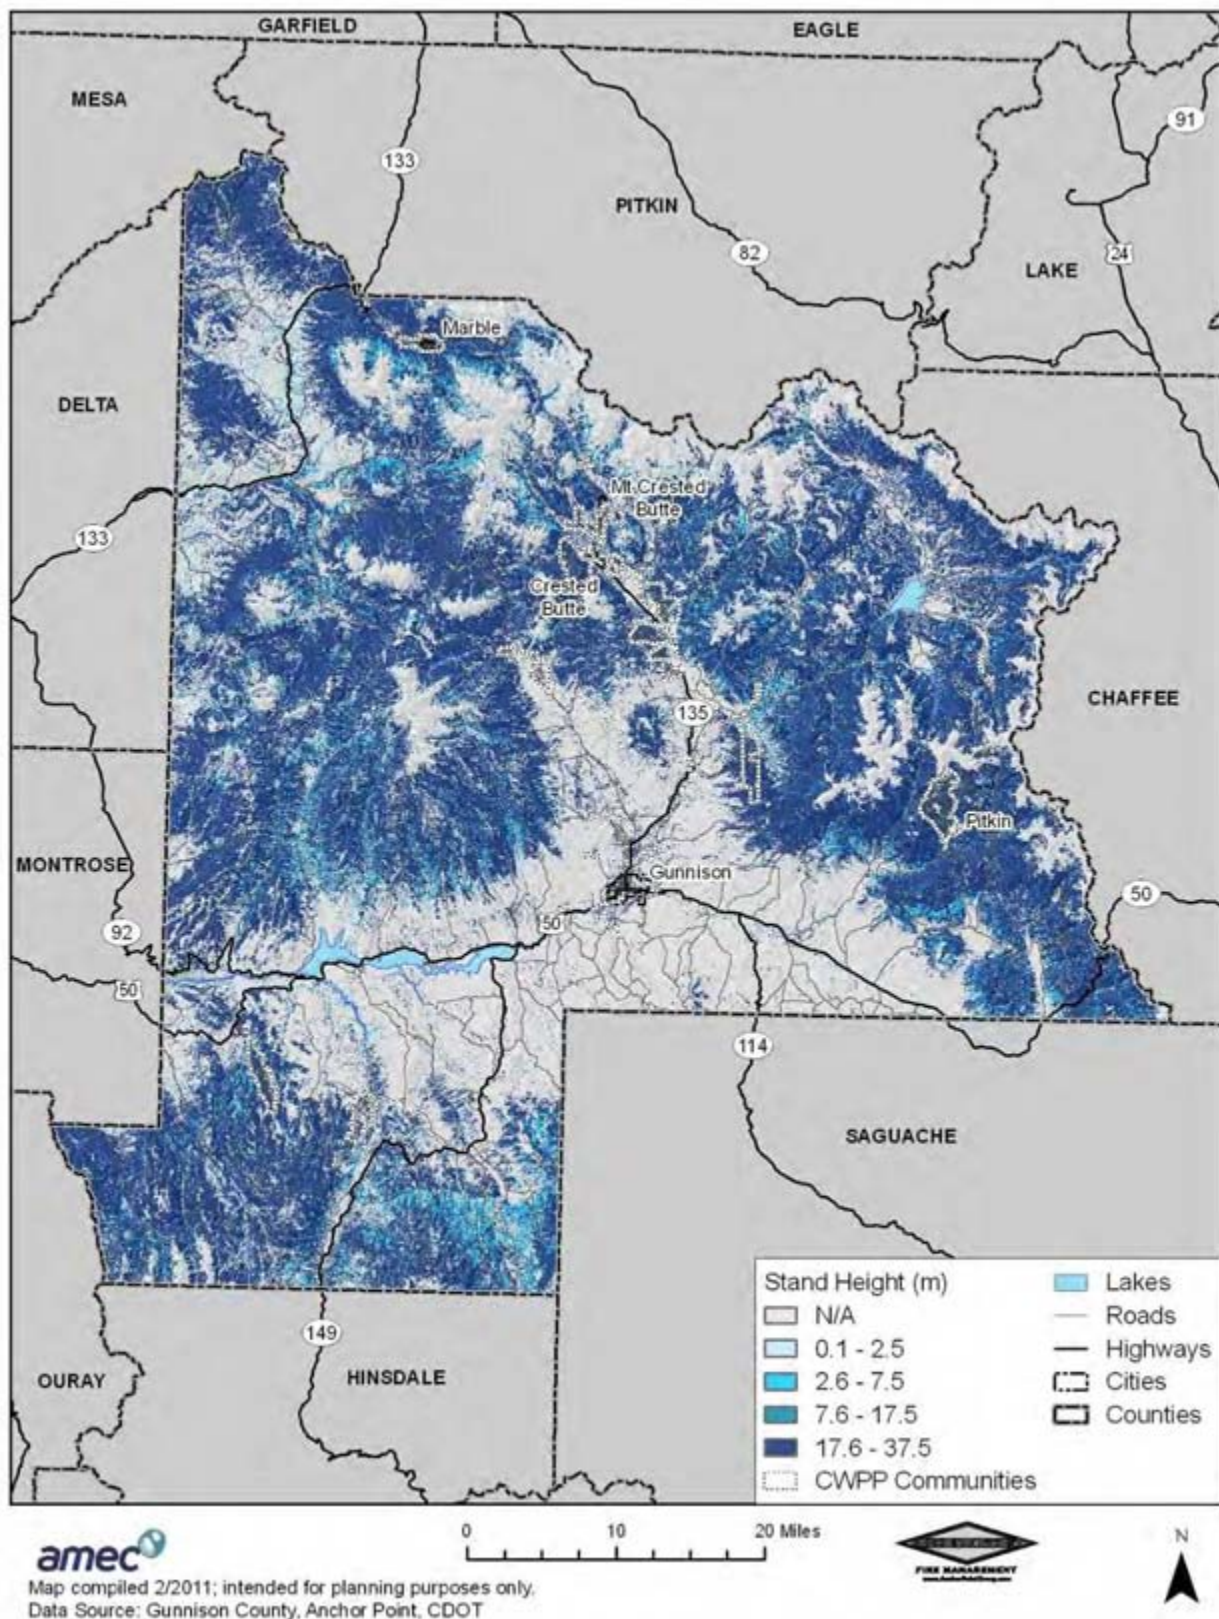 GARFIELD
EAGLE
MESA
91
133
PITKIN
82
24
LAKE
Marble
DELTA
Mt Crested
Butte
133
Crested
Butte
CHAFFEE
135
Pitkin
MONTROSE
Gunnison
50
50
92
50
114
SAGUACHE
149
HINSDALE
OURAY
Stand Height (m)
N/A
0.1 - 2.5
2.6 - 7.5
7.6 - 17.5
17.6 - 37.5
CWPP Communities
Lakes
Roads
Highways
Cities
Counties
amec
0 10 20 Miles
FIRE MANAGEMENT
N
Map compiled 2/2011; intended for planning purposes only.
Data Source: Gunnison County, Anchor Point, CDOT